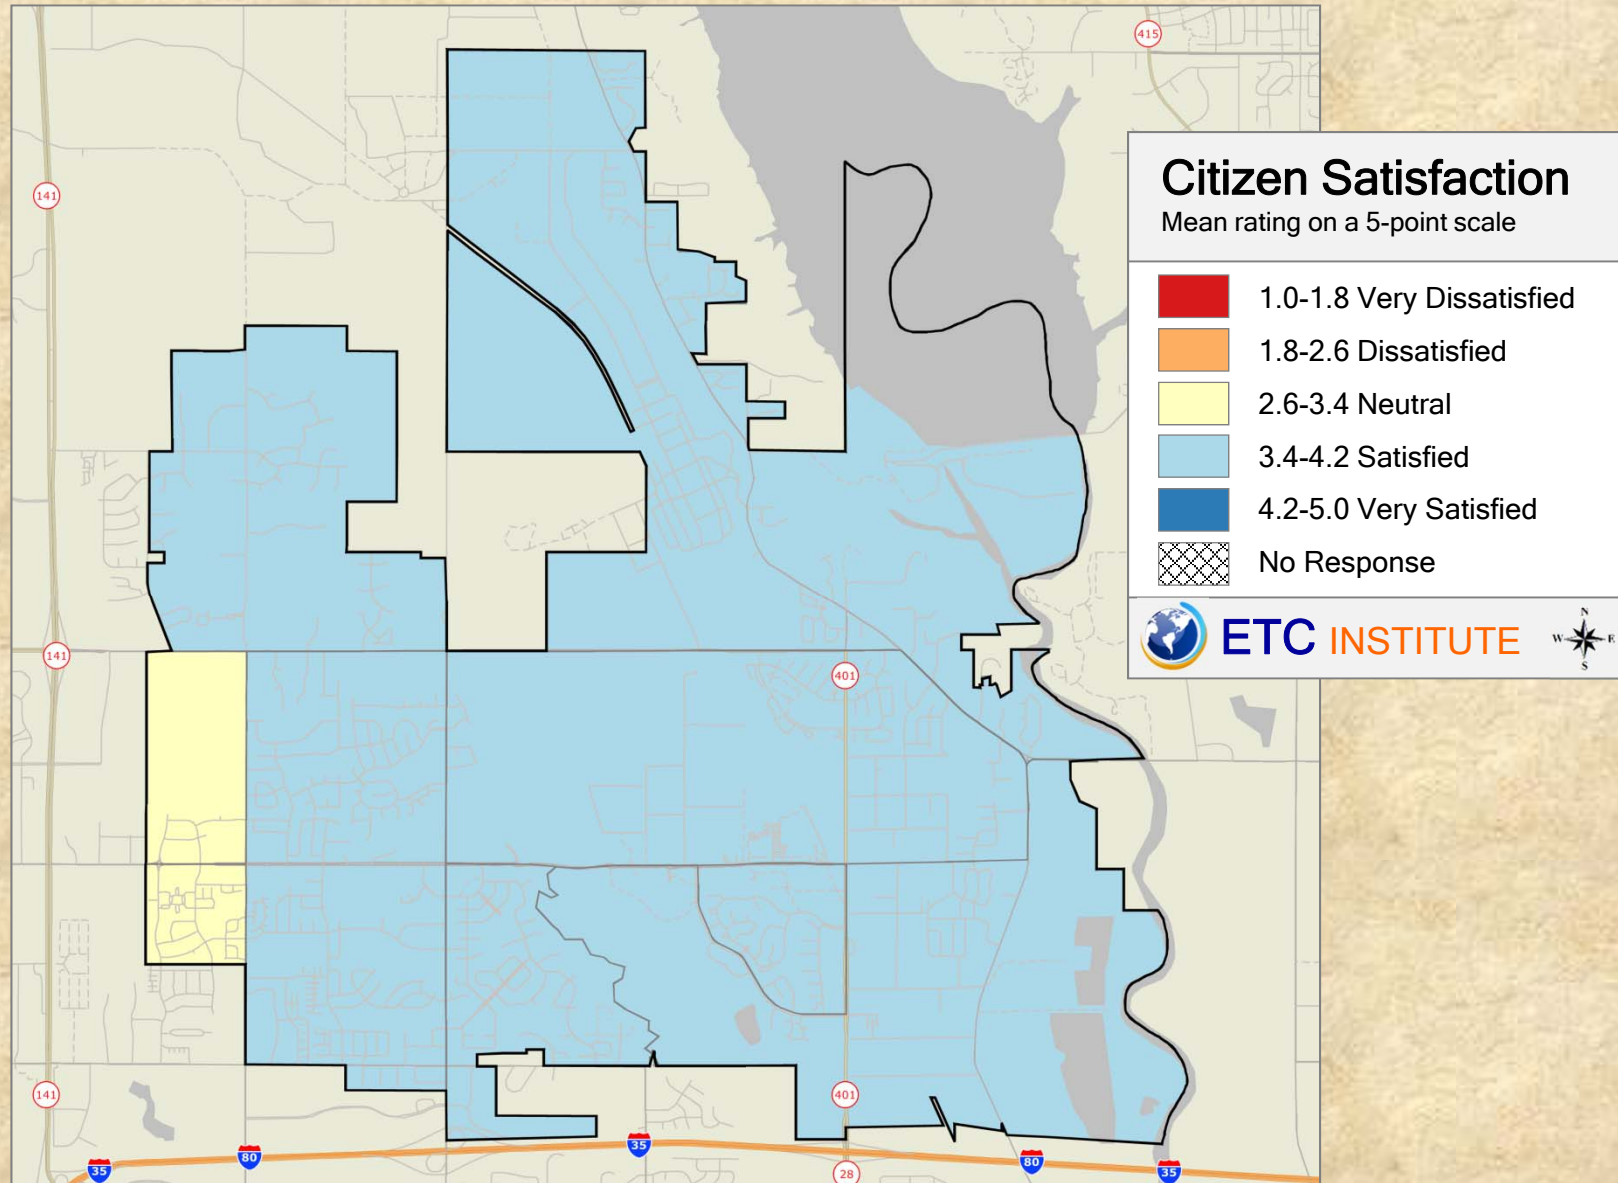 415
141
Citizen Satisfaction
Mean rating on a 5-point scale
1.0-1.8 Very Dissatisfied
1.8-2.6 Dissatisfied
2.6-3.4 Neutral
3.4-4.2 Satisfied
4.2-5.0 Very Satisfied
No Response
ETC INSTITUTE
N
W E
S
141
401
141
401
35
80
35
80
35
28